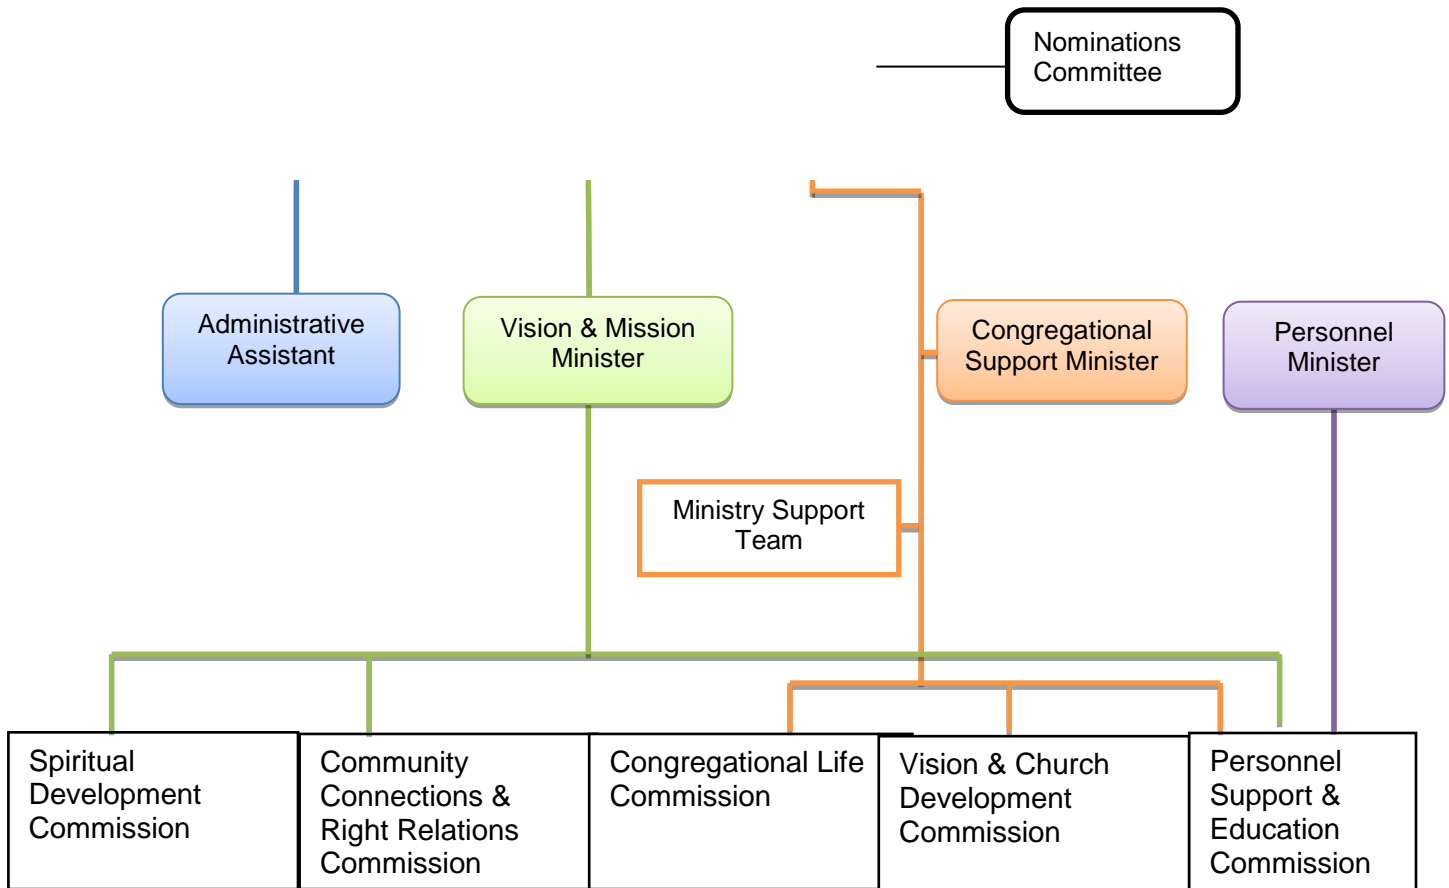 Nominations
Committee
Administrative
Assistant
Vision & Mission
Minister
Congregational
Support Minister
Personnel
Minister
Ministry Support
Team
Spiritual
Development
Commission
Community
Connections &
Right Relations
Commission
Congregational Life
Commission
Vision & Church
Development
Commission
Personnel
Support &
Education
Commission